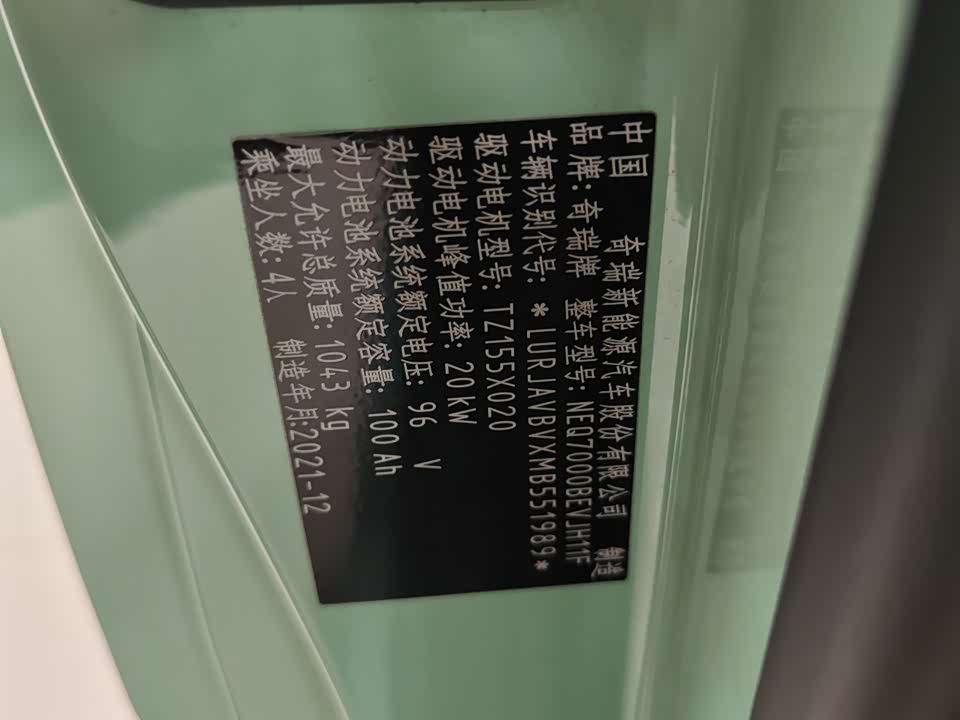 中国 奇瑞新能源汽车股份有限公司 制造
品牌:奇瑞牌 整车型号:NEQ7000BEVJH11F
车辆识别代号:*LURJAVBVXMB551989*
驱动电机型号:TZ155X020
驱动电机峰值功率:20kW
动力电池系统额定电压:96 V
动力电池系统额定容量:100Ah
最大允许总质量:1043 kg
乘坐人数:4人 制造年月:2021-12